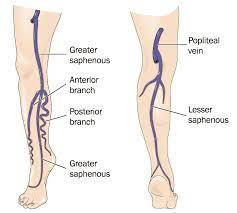 Greater
saphenous
Anterior
branch
Posterior
branch
Greater
saphenous
Popliteal
vein
Lesser
saphenous